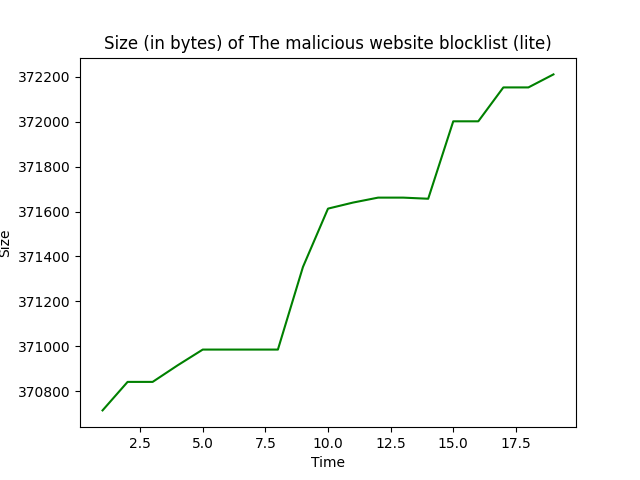 Size (in bytes) of The malicious website blocklist (lite)
372200
372000
371800
371600
371400
371200
371000
370800
Size
2.5 5.0 7.5 10.0 12.5 15.0 17.5
Time